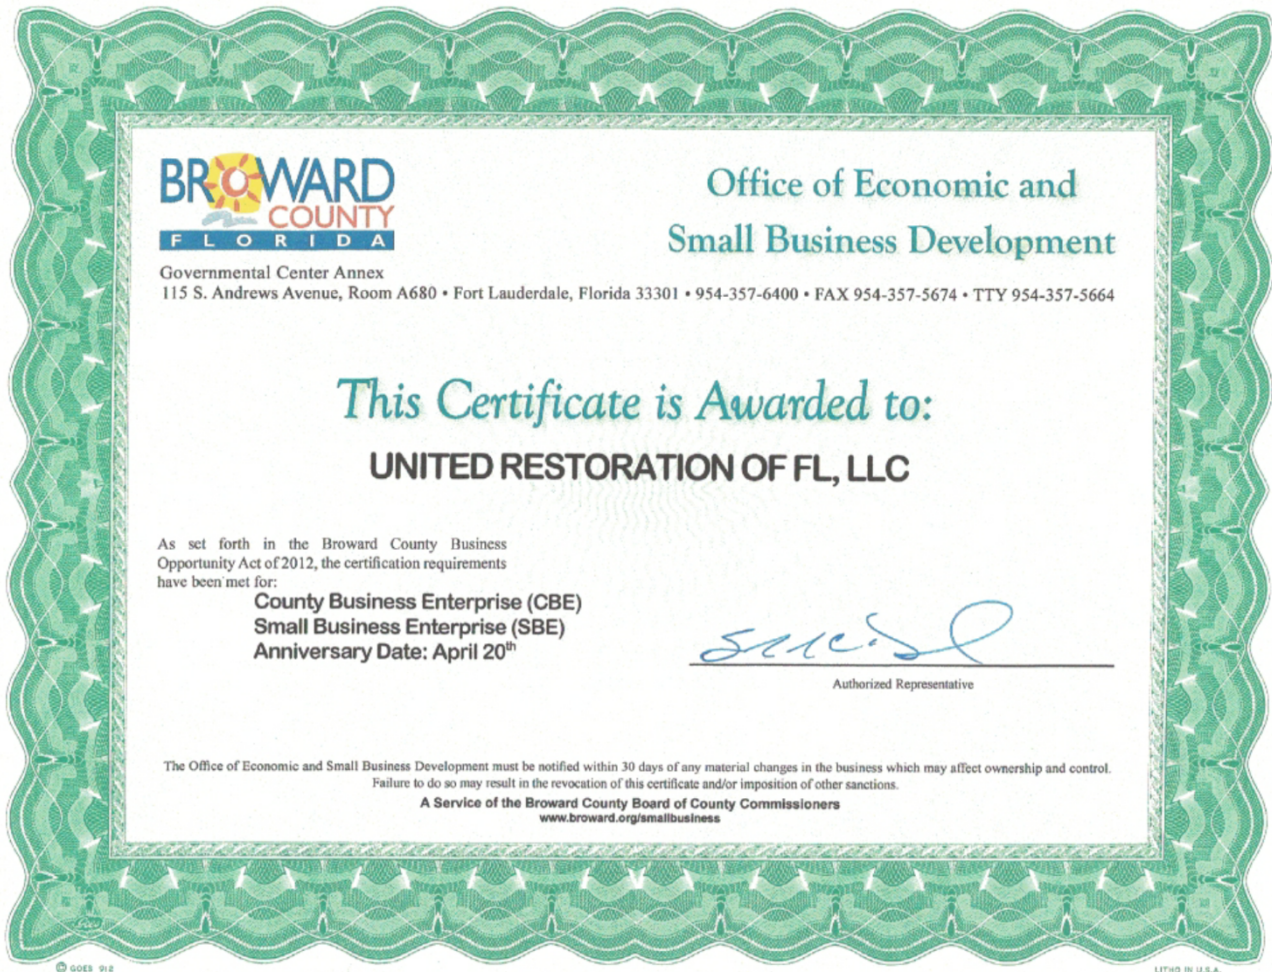 BROWARD
COUNTY
FLORIDA
Office of Economic and
Small Business Development
Governmental Center Annex
115 S. Andrews Avenue, Room A680 • Fort Lauderdale, Florida 33301 • 954-357-6400 • FAX 954-357-5674 • TTY 954-357-5664
This Certificate is Awarded to:
UNITED RESTORATION OF FL, LLC
As set forth in the Broward County Business
Opportunity Act of 2012, the certification requirements
have been met for:
County Business Enterprise (CBE)
Small Business Enterprise (SBE)
Anniversary Date: April 20th
Authorized Representative
The Office of Economic and Small Business Development must be notified within 30 days of any material changes in the business which may affect ownership and control.
Failure to do so may result in the revocation of this certificate and/or imposition of other sanctions.
A Service of the Broward County Board of County Commissioners
www.broward.org/smallbusiness
© GOES 912
LITHO IN U.S.A.